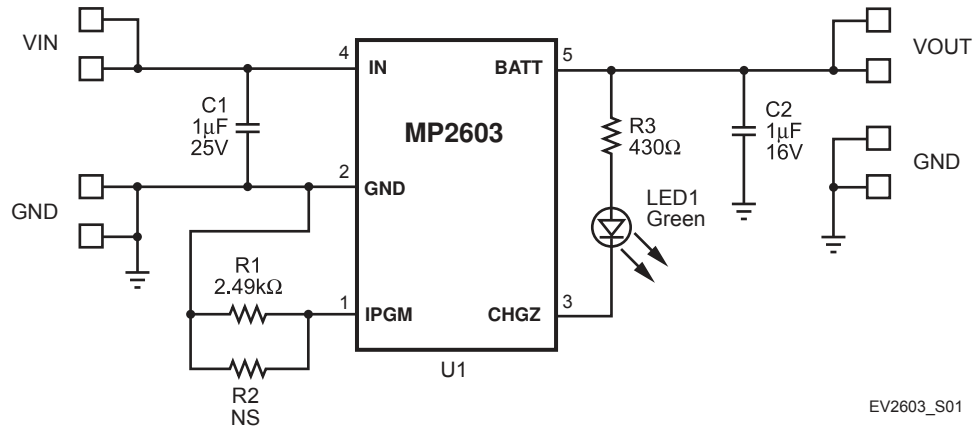 VIN
GND
C1
1µF
25V
4
IN
BATT
5
MP2603
2
GND
R1
2.49kΩ
1
IPGM
CHGZ
3
R2
NS
U1
R3
430Ω
LED1
Green
C2
1µF
16V
VOUT
GND
EV2603_S01